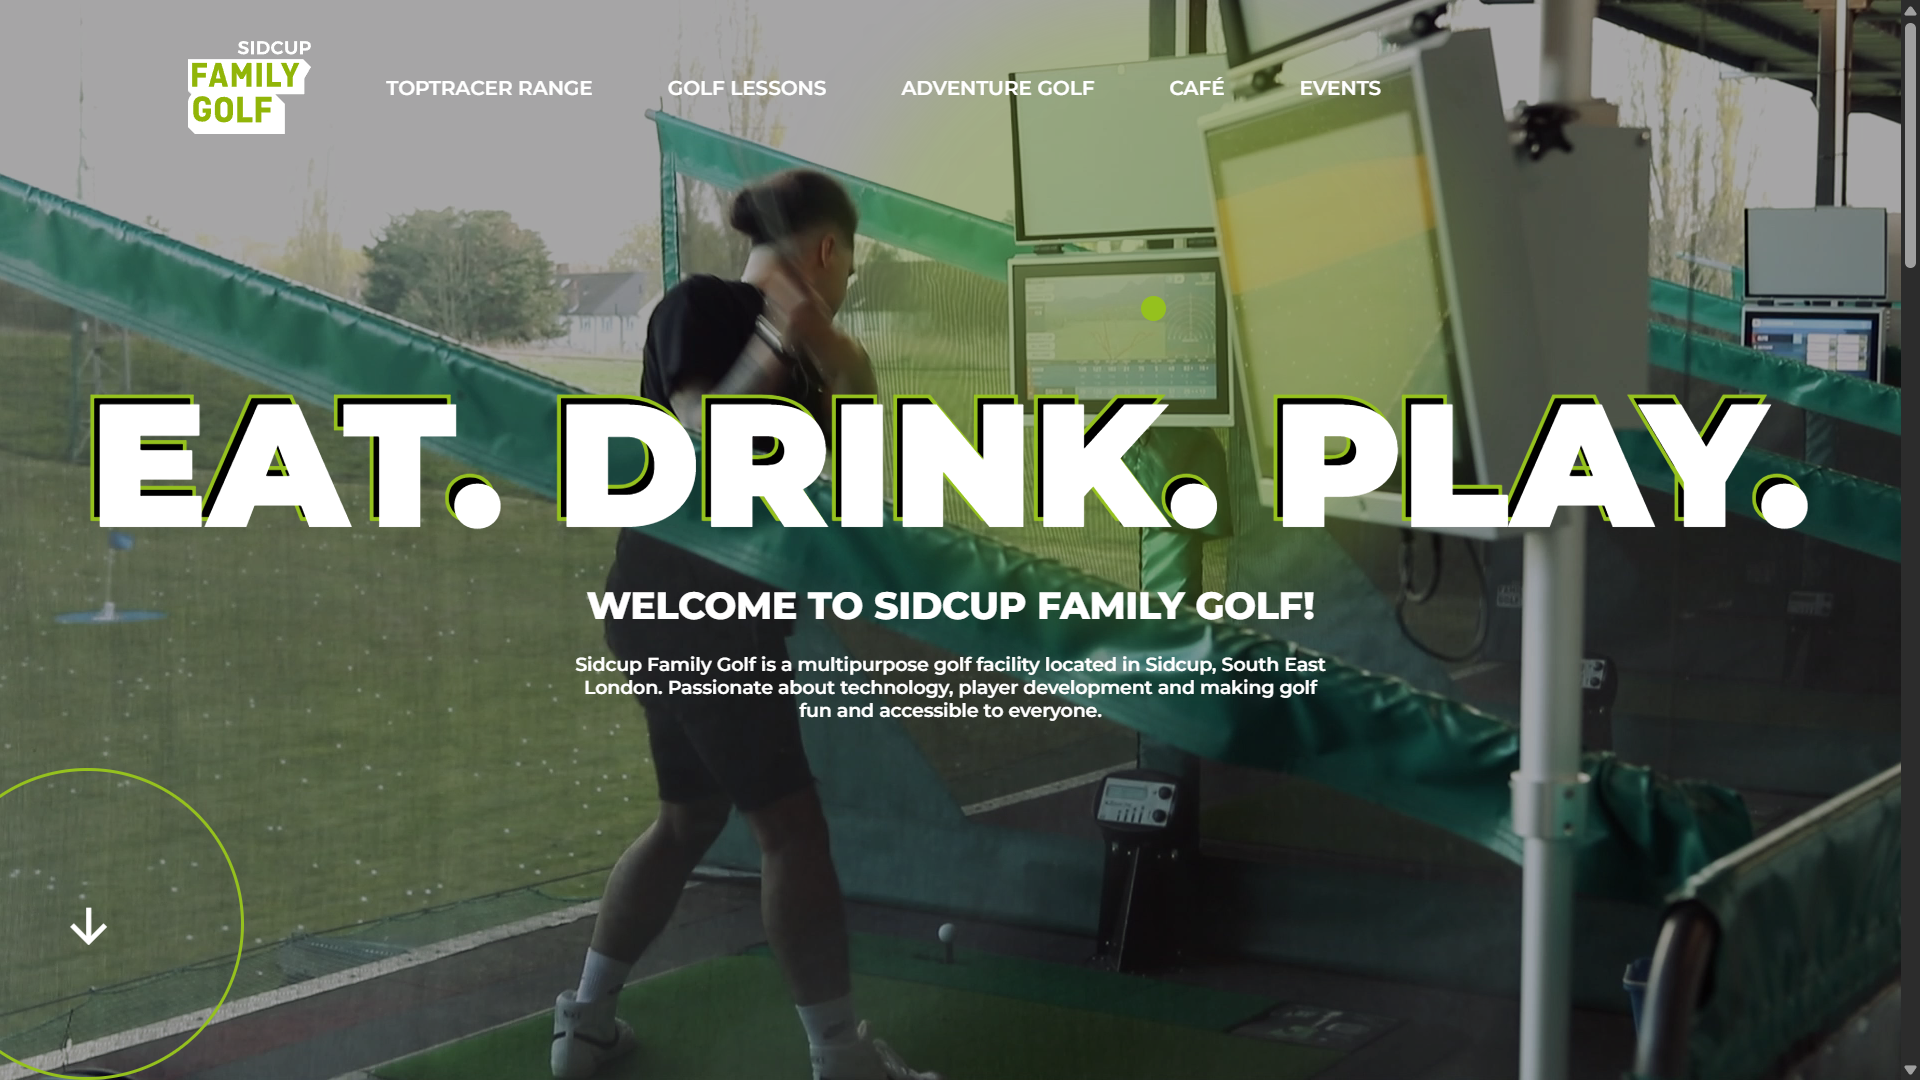 SIDCUP
FAMILY
GOLF
TOPTRACER RANGE
GOLF LESSONS
ADVENTURE GOLF
CAFÉ
EVENTS
EAT. DRINK. PLAY.
WELCOME TO SIDCUP FAMILY GOLF!
Sidcup Family Golf is a multipurpose golf facility located in Sidcup, South East
London. Passionate about technology, player development and making golf
fun and accessible to everyone.